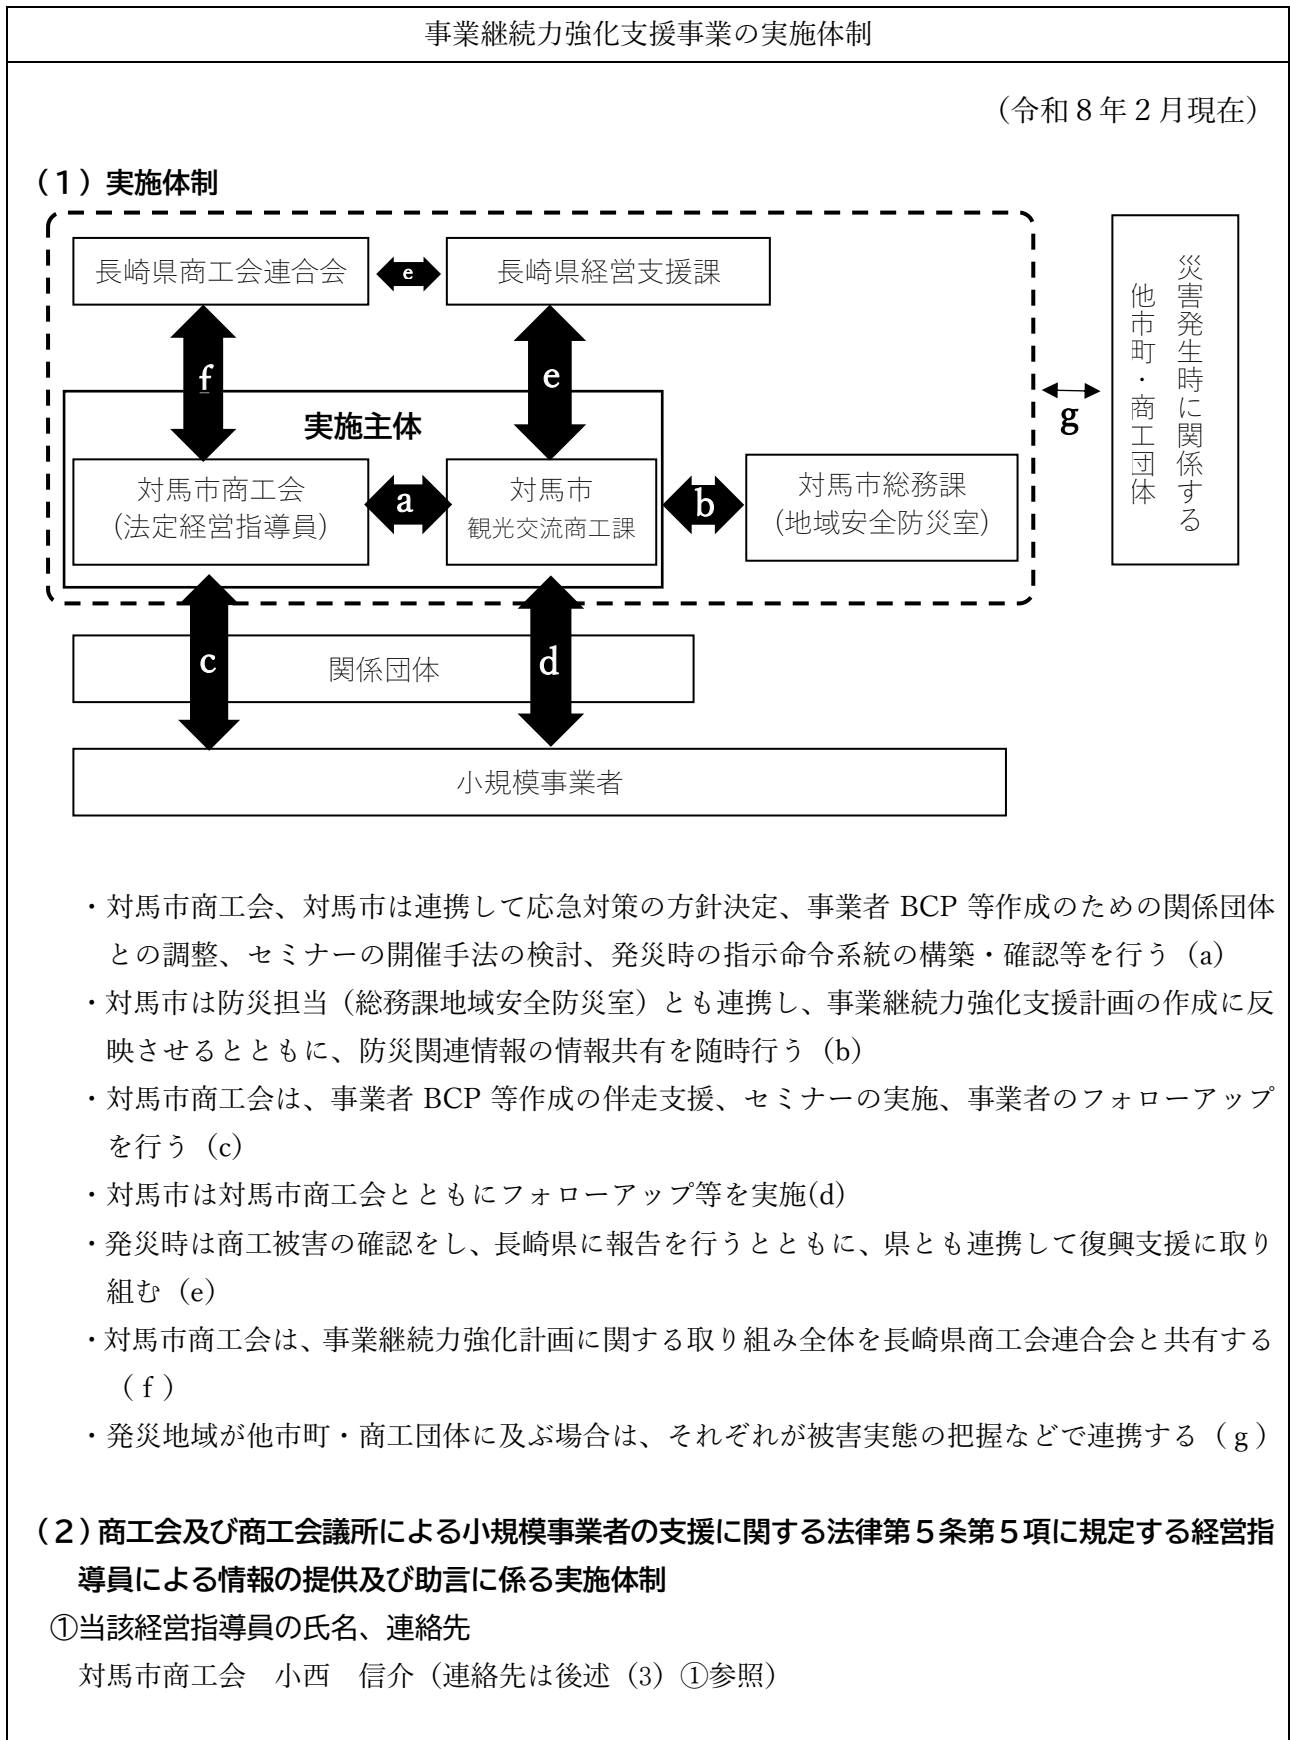 事業継続力強化支援事業の実施体制
（令和８年２月現在）
（１）実施体制
長崎県商工会連合会
e
長崎県経営支援課
災害発生時に関係する
他市町・商工団体
f
e
g
実施主体
対馬市商工会
(法定経営指導員)
a
対馬市
観光交流商工課
b
対馬市総務課
(地域安全防災室)
c
関係団体
d
小規模事業者
・対馬市商工会、対馬市は連携して応急対策の方針決定、事業者 BCP 等作成のための関係団体
との調整、セミナーの開催手法の検討、発災時の指示命令系統の構築・確認等を行う（a）
・対馬市は防災担当（総務課地域安全防災室）とも連携し、事業継続力強化支援計画の作成に反
映させるとともに、防災関連情報の情報共有を随時行う（b）
・対馬市商工会は、事業者 BCP 等作成の伴走支援、セミナーの実施、事業者のフォローアップ
を行う（c）
・対馬市は対馬市商工会とともにフォローアップ等を実施(d)
・発災時は商工被害の確認をし、長崎県に報告を行うとともに、県とも連携して復興支援に取り
組む（e）
・対馬市商工会は、事業継続力強化計画に関する取り組み全体を長崎県商工会連合会と共有する
（ｆ）
・発災地域が他市町・商工団体に及ぶ場合は、それぞれが被害実態の把握などで連携する（ｇ）
（２）商工会及び商工会議所による小規模事業者の支援に関する法律第５条第５項に規定する経営指
導員による情報の提供及び助言に係る実施体制
①当該経営指導員の氏名、連絡先
対馬市商工会　小西　信介（連絡先は後述（3）①参照）